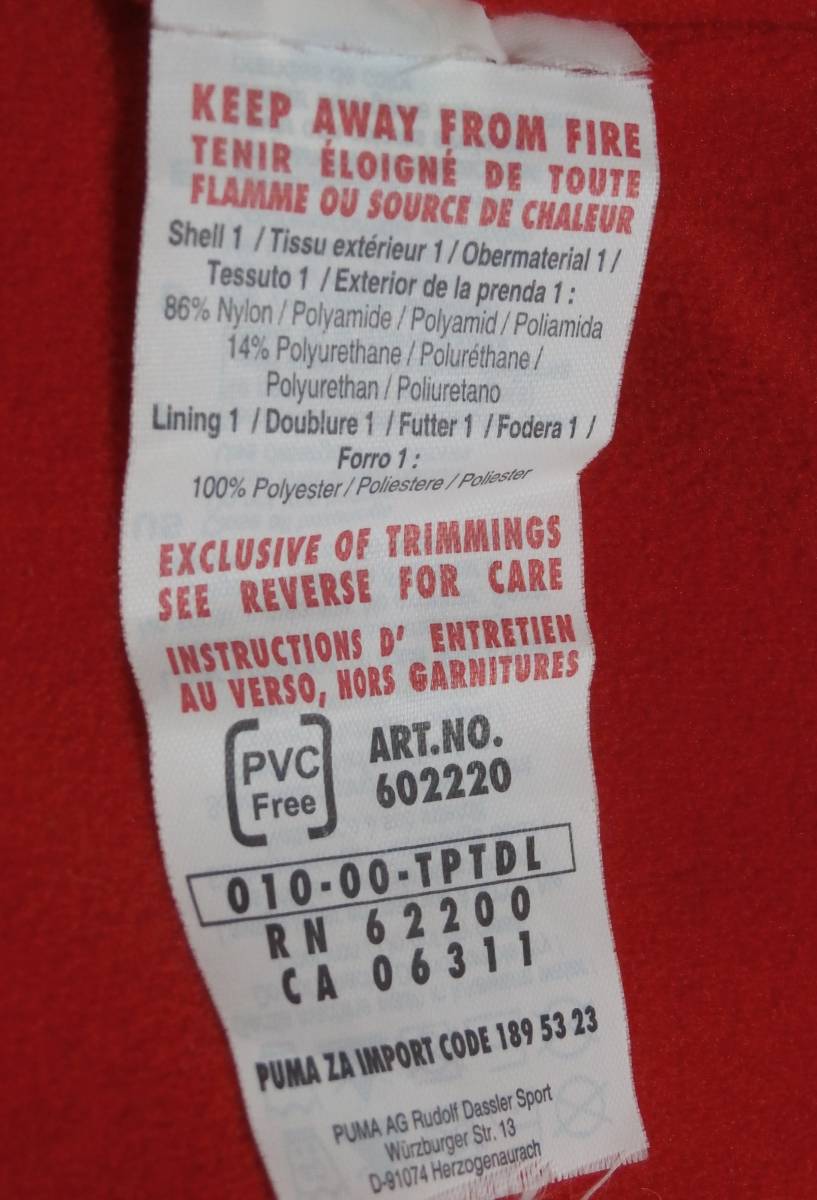 KEEP AWAY FROM FIRE
TENIR ÉLOIGNÉ DE TOUTE
FLAMME OU SOURCE DE CHALEUR
Shell 1 / Tissu extérieur 1 / Obermaterial 1 /
Tessuto 1 / Exterior de la prenda 1 :
86% Nylon / Polyamide / Polyamid / Poliamida
14% Polyurethane / Poluréthane /
Polyurethan / Poliuretano
Lining 1 / Doublure 1 / Futter 1 / Fodera 1 /
Forro 1 :
100% Polyester / Poliestere / Poliester
EXCLUSIVE OF TRIMMINGS
SEE REVERSE FOR CARE
INSTRUCTIONS D' ENTRETIEN
AU VERSO, HORS GARNITURES
PVC
Free
ART.NO.
602220
010-00-TPTDL
RN 62200
CA 06311
PUMA ZA IMPORT CODE 189 53 23
PUMA AG Rudolf Dassler Sport
Würzburger Str. 13
D-91074 Herzogenaurach